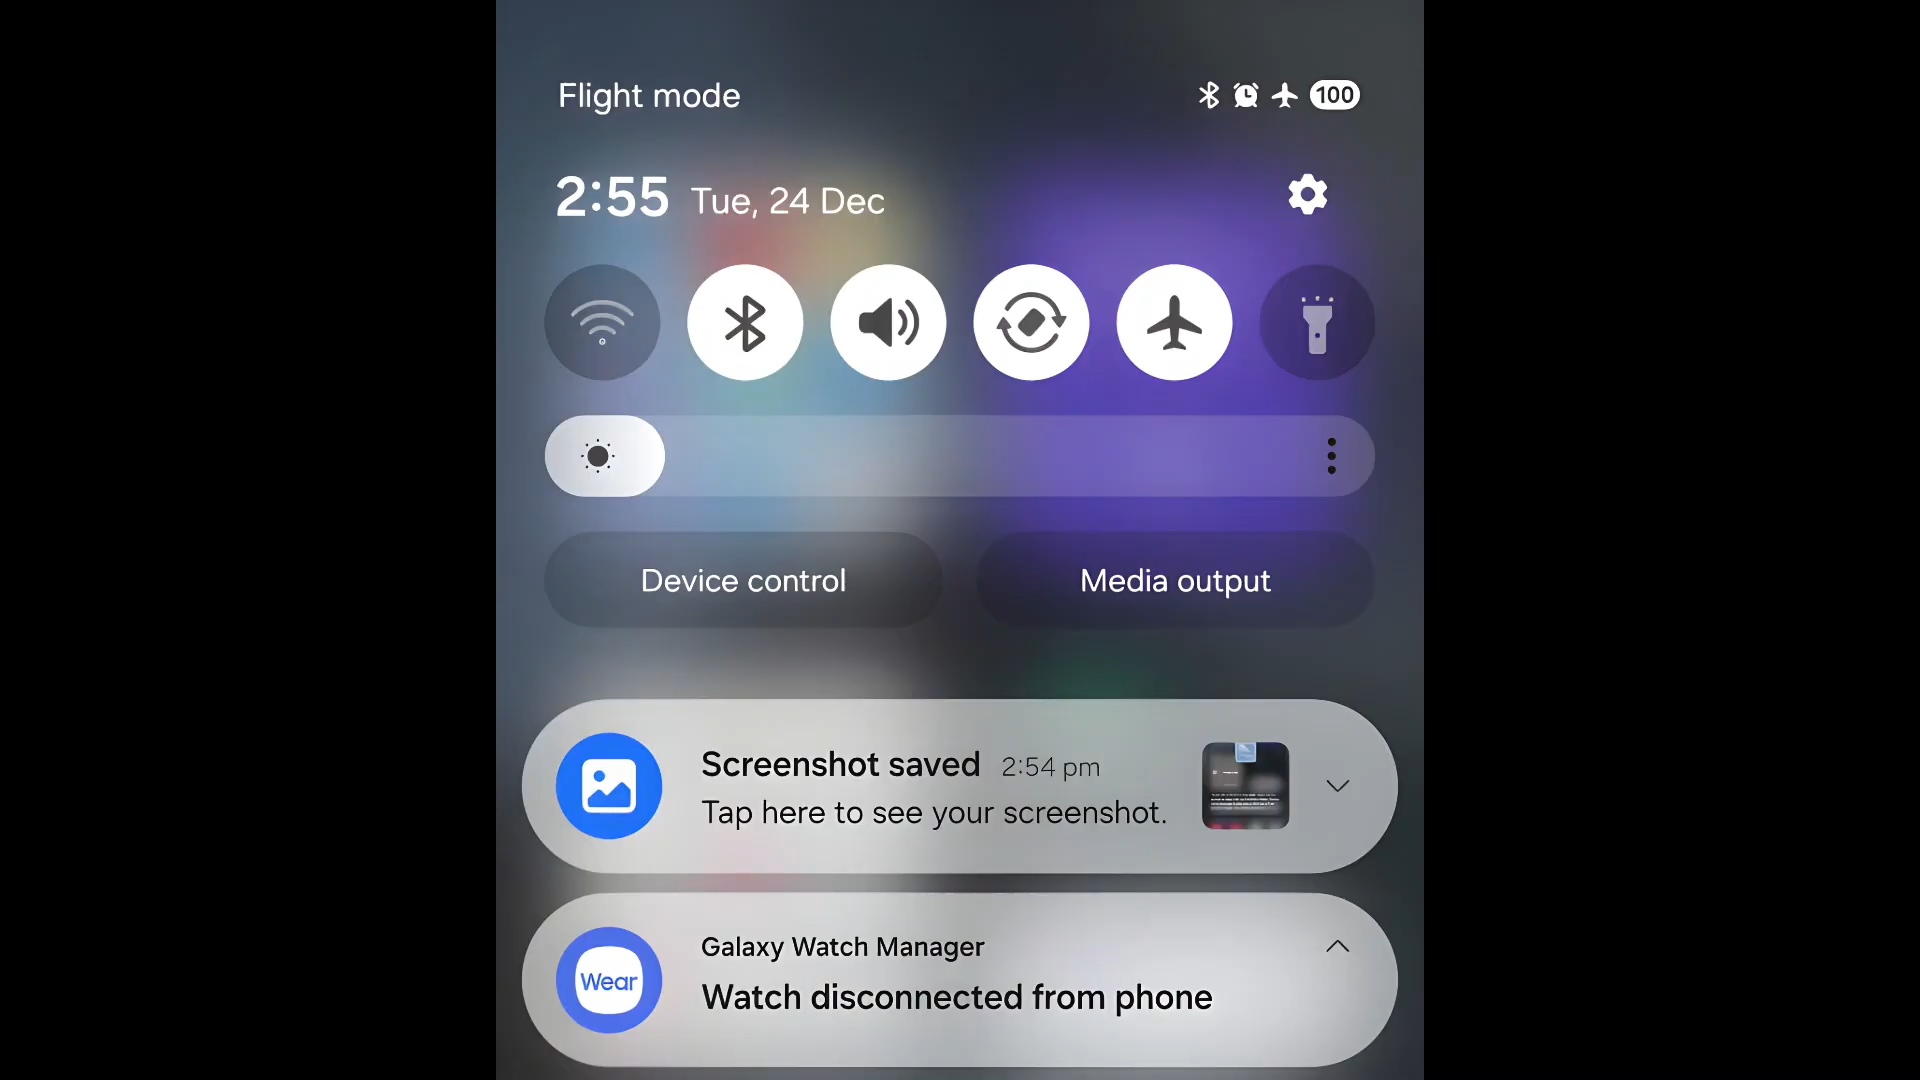 Flight mode
100
2:55 Tue, 24 Dec
Device control
Media output
Screenshot saved 2:54 pm
Tap here to see your screenshot.
Galaxy Watch Manager
Wear
Watch disconnected from phone